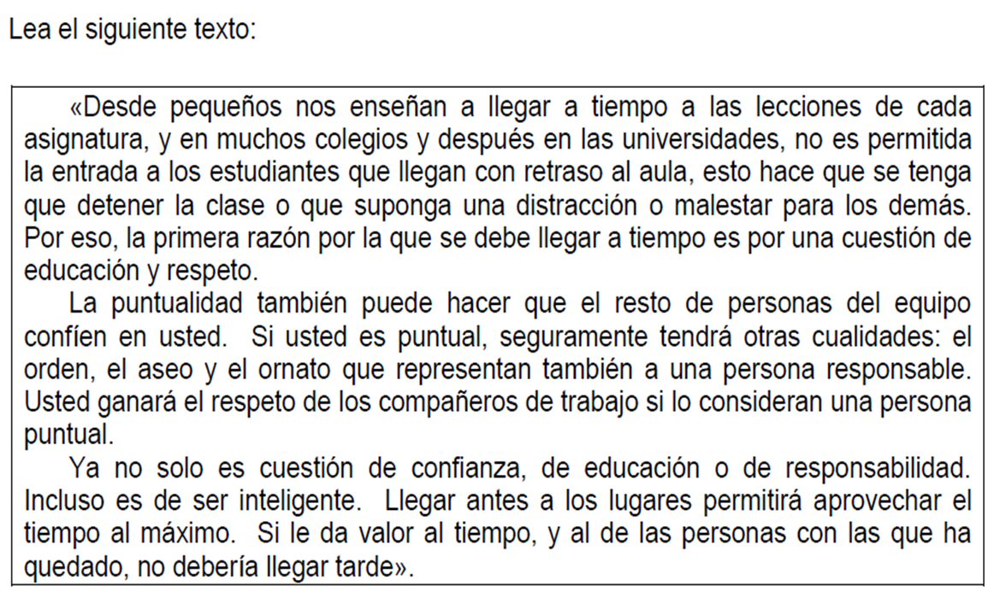 Lea el siguiente texto:
«Desde pequeños nos enseñan a llegar a tiempo a las lecciones de cada
asignatura, y en muchos colegios y después en las universidades, no es permitida
la entrada a los estudiantes que llegan con retraso al aula, esto hace que se tenga
que detener la clase o que suponga una distracción o malestar para los demás.
Por eso, la primera razón por la que se debe llegar a tiempo es por una cuestión de
educación y respeto.
La puntualidad también puede hacer que el resto de personas del equipo
confíen en usted.  Si usted es puntual, seguramente tendrá otras cualidades: el
orden, el aseo y el ornato que representan también a una persona responsable.
Usted ganará el respeto de los compañeros de trabajo si lo consideran una persona
puntual.
Ya no solo es cuestión de confianza, de educación o de responsabilidad.
Incluso es de ser inteligente.  Llegar antes a los lugares permitirá aprovechar el
tiempo al máximo.  Si le da valor al tiempo, y al de las personas con las que ha
quedado, no debería llegar tarde».